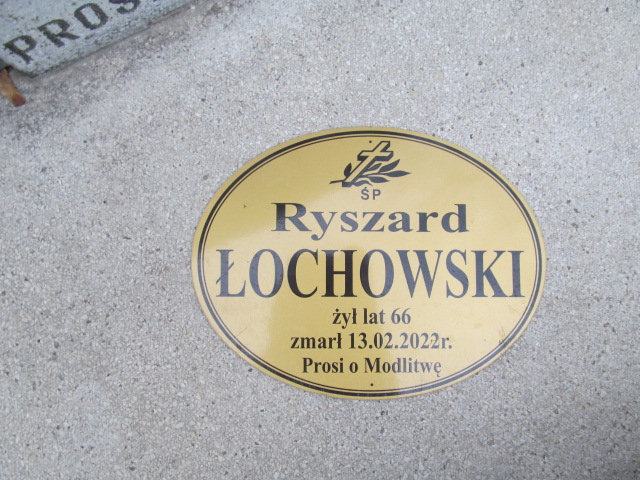 PROS
ŚP
Ryszard
ŁOCHOWSKI
żył lat 66
zmarł 13.02.2022r.
Prosi o Modlitwę